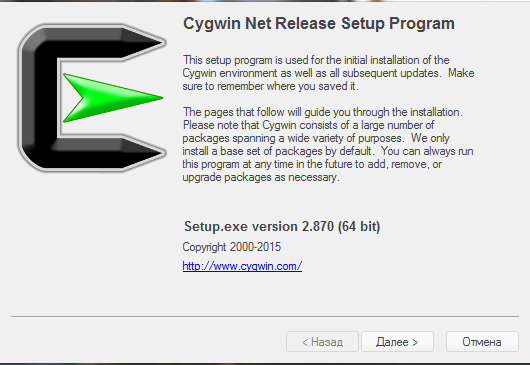 Cygwin Net Release Setup Program
This setup program is used for the initial installation of the
Cygwin environment as well as all subsequent updates. Make
sure to remember where you saved it.
The pages that follow will guide you through the installation.
Please note that Cygwin consists of a large number of
packages spanning a wide variety of purposes. We only
install a base set of packages by default. You can always run
this program at any time in the future to add, remove, or
upgrade packages as necessary.
Setup.exe version 2.870 (64 bit)
Copyright 2000-2015
http://www.cygwin.com/
< Назад Далее > Отмена